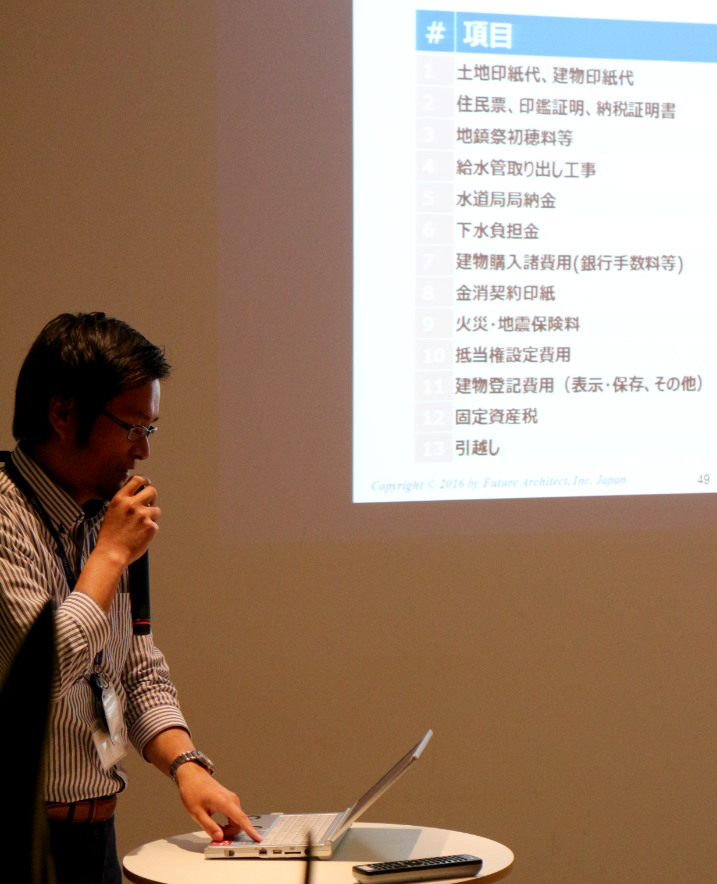 # 項目
1 土地印紙代、建物印紙代
2 住民票、印鑑証明、納税証明書
3 地鎮祭初穂料等
4 給水管取り出し工事
5 水道局局納金
6 下水負担金
7 建物購入諸費用(銀行手数料等)
8 金消契約印紙
9 火災・地震保険料
10 抵当権設定費用
11 建物登記費用（表示・保存、その他）
12 固定資産税
13 引越し
Copyright © 2016 by Future Architect, Inc. Japan
49